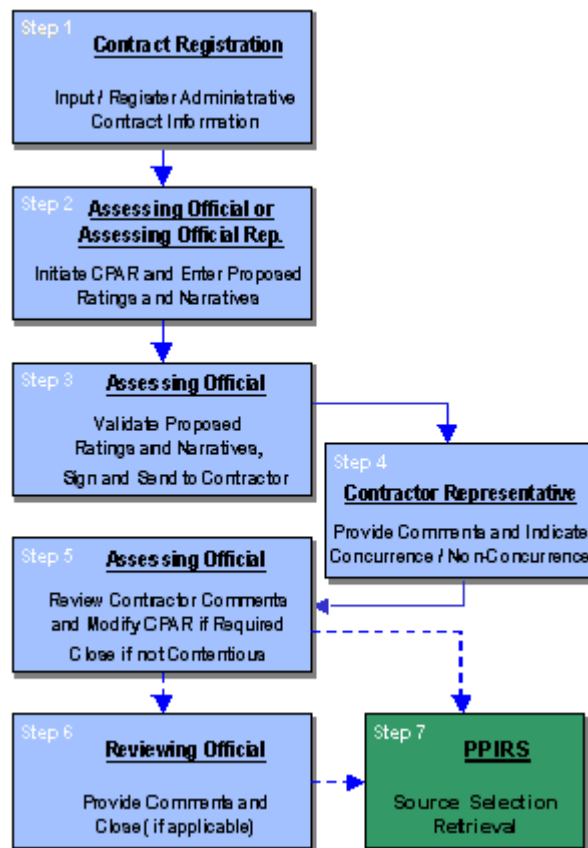 Step 1
Contract Registration
Input / Register Administrative
Contract Information
Step 2
Assessing Official or
Assessing Official Rep.
Initiate CPAR and Enter Proposed
Ratings and Narratives
Step 3
Assessing Official
Validate Proposed
Ratings and Narratives,
Sign and Send to Contractor
Step 4
Contractor Representative
Provide Comments and Indicate
Concurrence / Non-Concurrence
Step 5
Assessing Official
Review Contractor Comments
and Modify CPAR if Required
Close if not Contentious
Step 6
Reviewing Official
Provide Comments and
Close( if applicable)
Step 7
PPIRS
Source Selection
Retrieval